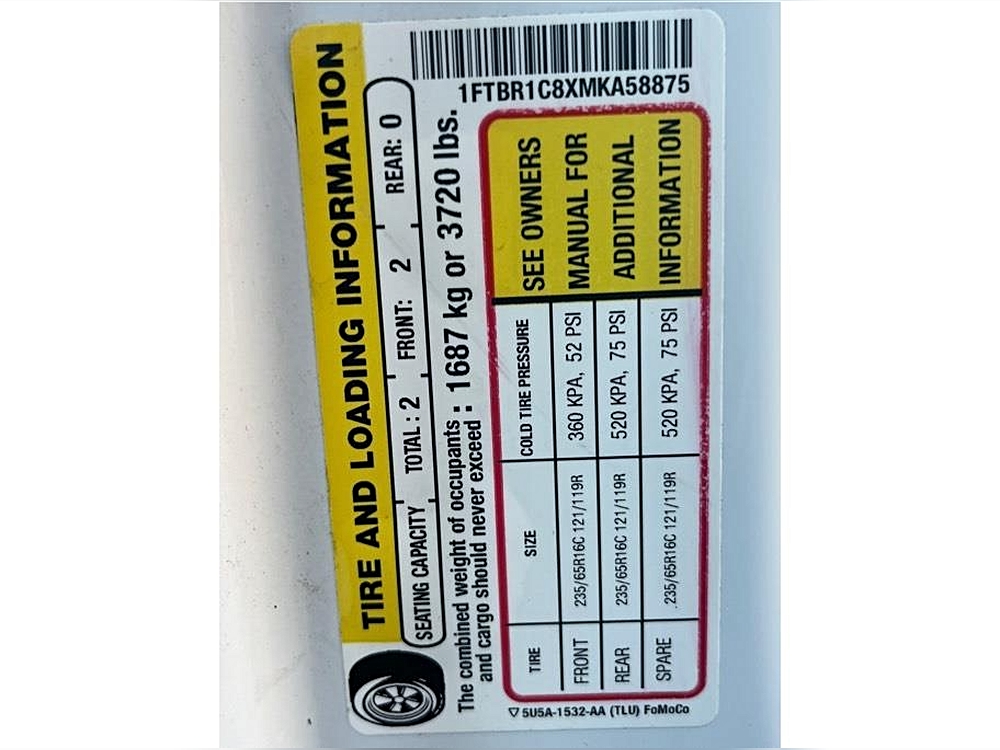 1FTBR1C8XMKA58875
TIRE AND LOADING INFORMATION
SEATING CAPACITY TOTAL : 2 FRONT: 2 REAR: 0
The combined weight of occupants
and cargo should never exceed : 1687 kg or 3720 lbs.
TIRE SIZE COLD TIRE PRESSURE
FRONT 235/65R16C 121/119R 360 KPA, 52 PSI
REAR 235/65R16C 121/119R 520 KPA, 75 PSI
SPARE 235/65R16C 121/119R 520 KPA, 75 PSI
SEE OWNERS
MANUAL FOR
ADDITIONAL
INFORMATION
5U5A-1532-AA (TLU) FoMoCo